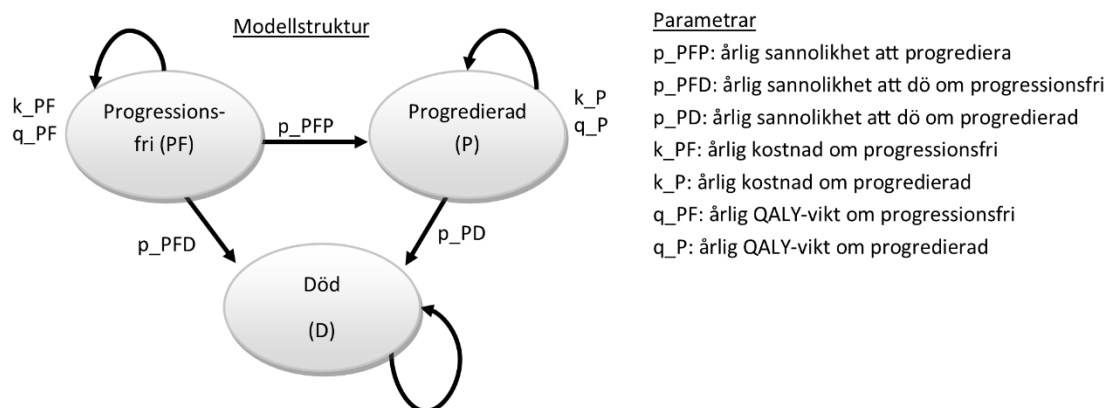 Modellstruktur
k_PF
q_PF
Progressions-
fri (PF)
p_PFP
Progredierad
(P)
k_P
q_P
p_PFD
p_PD
Död
(D)
Parametrar
p_PFP: årlig sannolikhet att progrediera
p_PFD: årlig sannolikhet att dö om progressionsfri
p_PD: årlig sannolikhet att dö om progredierad
k_PF: årlig kostnad om progressionsfri
k_P: årlig kostnad om progredierad
q_PF: årlig QALY-vikt om progressionsfri
q_P: årlig QALY-vikt om progredierad